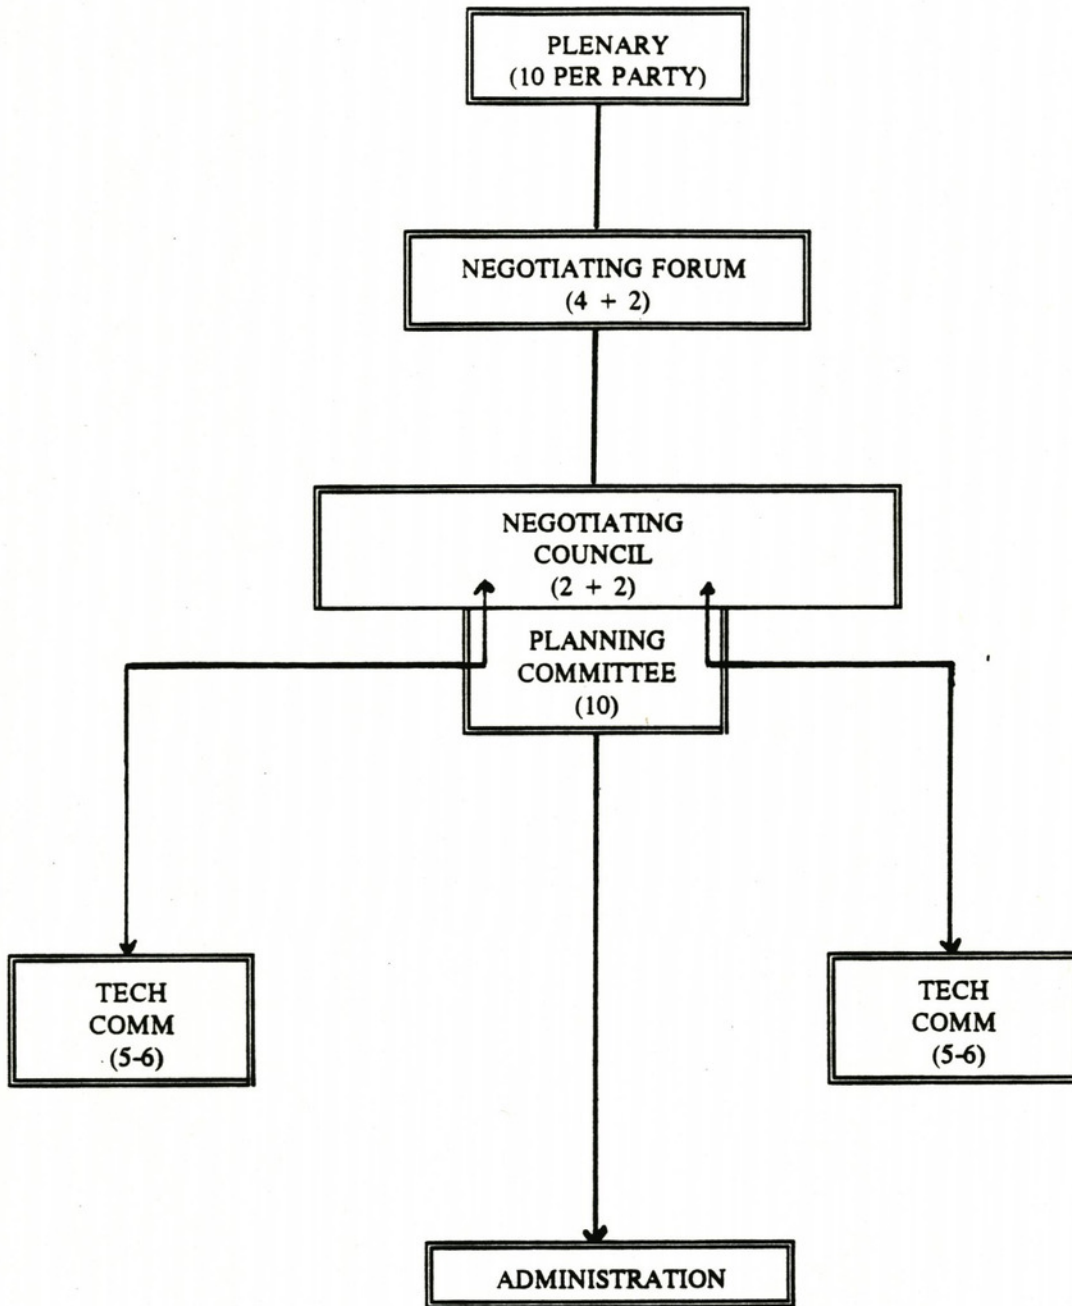 PLENARY
(10 PER PARTY)
NEGOTIATING FORUM
(4 + 2)
NEGOTIATING
COUNCIL
(2 + 2)
PLANNING
COMMITTEE
(10)
TECH
COMM
(5-6)
TECH
COMM
(5-6)
ADMINISTRATION